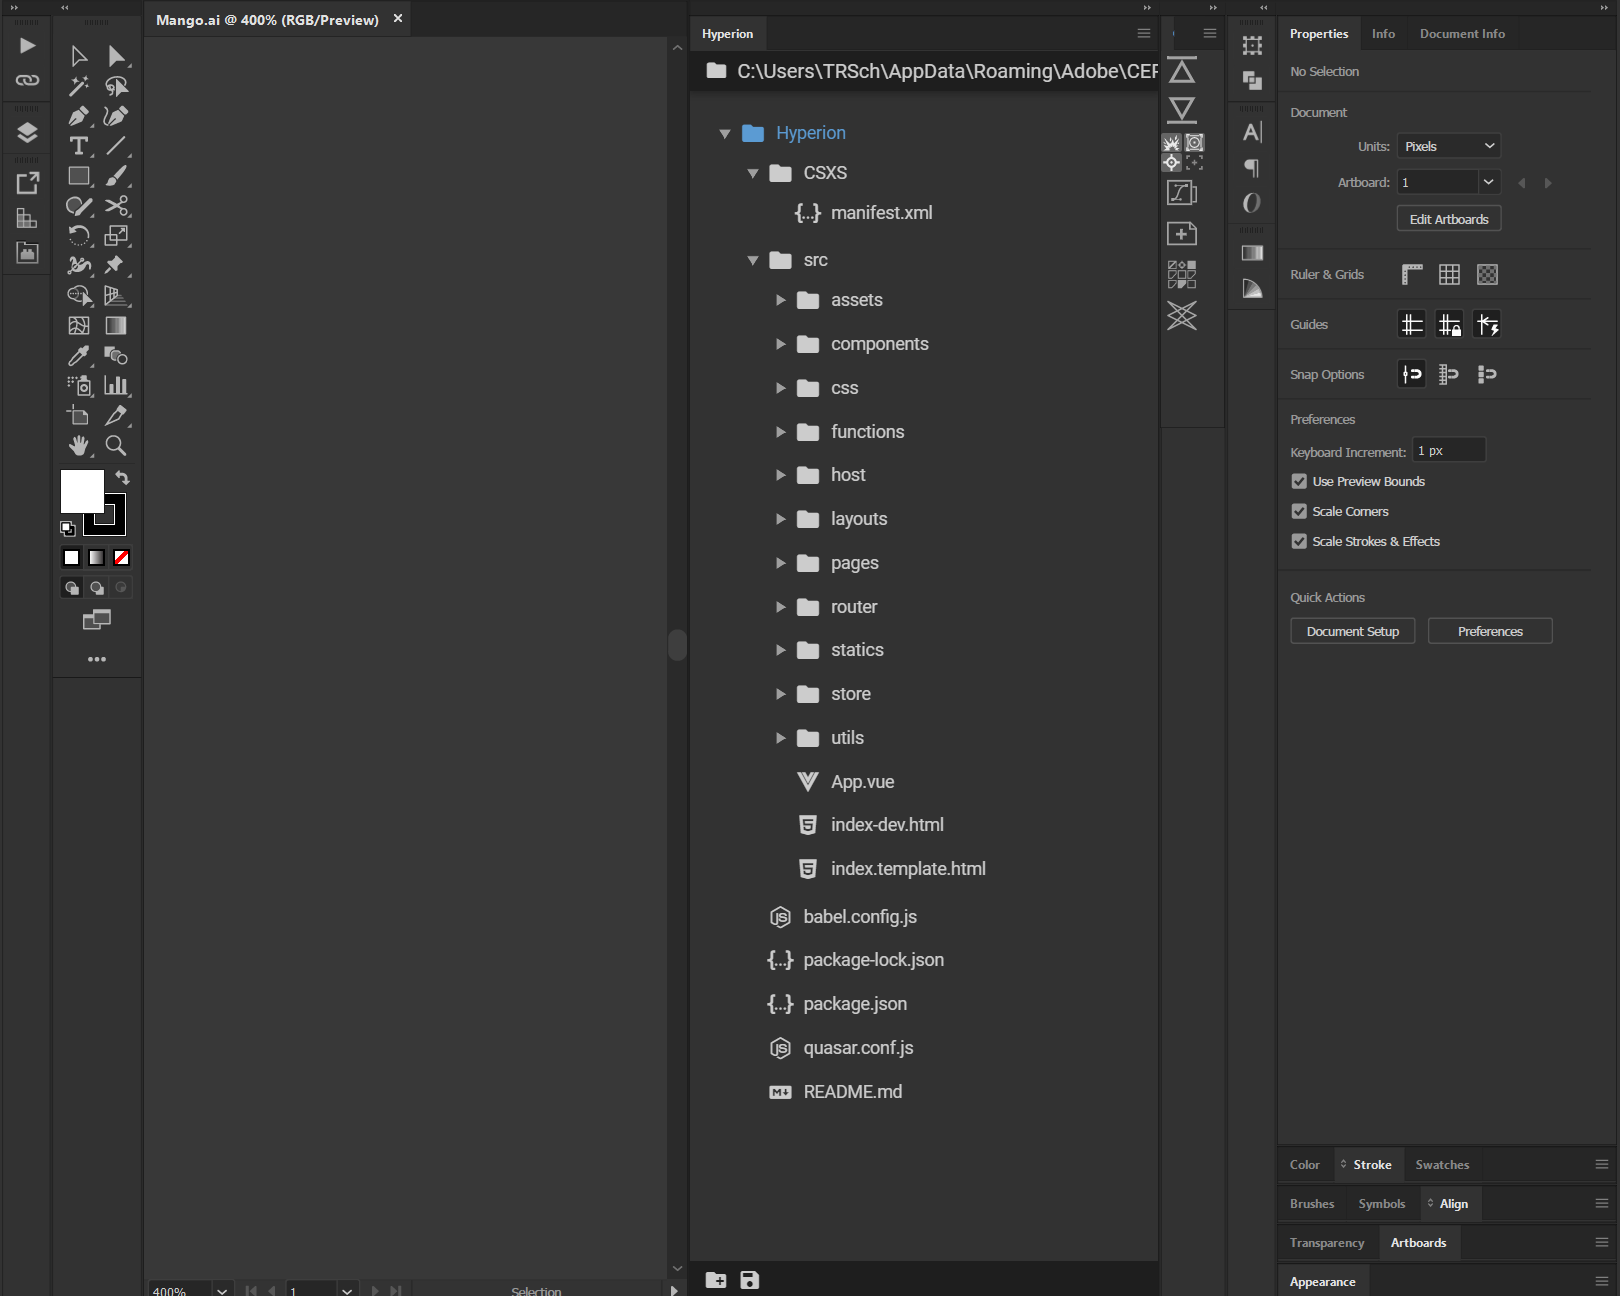 Mango.ai @ 400% (RGB/Preview) ×
Hyperion
C:\Users\TRSch\AppData\Roaming\Adobe\CEP
Hyperion
CSXS
{...} manifest.xml
src
assets
components
css
functions
host
layouts
pages
router
statics
store
utils
App.vue
index-dev.html
index.template.html
babel.config.js
{...} package-lock.json
{...} package.json
quasar.conf.js
README.md
400%
1
Selection
Properties Info Document Info
No Selection
Document
Units: Pixels
Artboard: 1
Edit Artboards
Ruler & Grids
Guides
Snap Options
Preferences
Keyboard Increment: 1 px
Use Preview Bounds
Scale Corners
Scale Strokes & Effects
Quick Actions
Document Setup Preferences
Color Stroke Swatches
Brushes Symbols Align
Transparency Artboards
Appearance